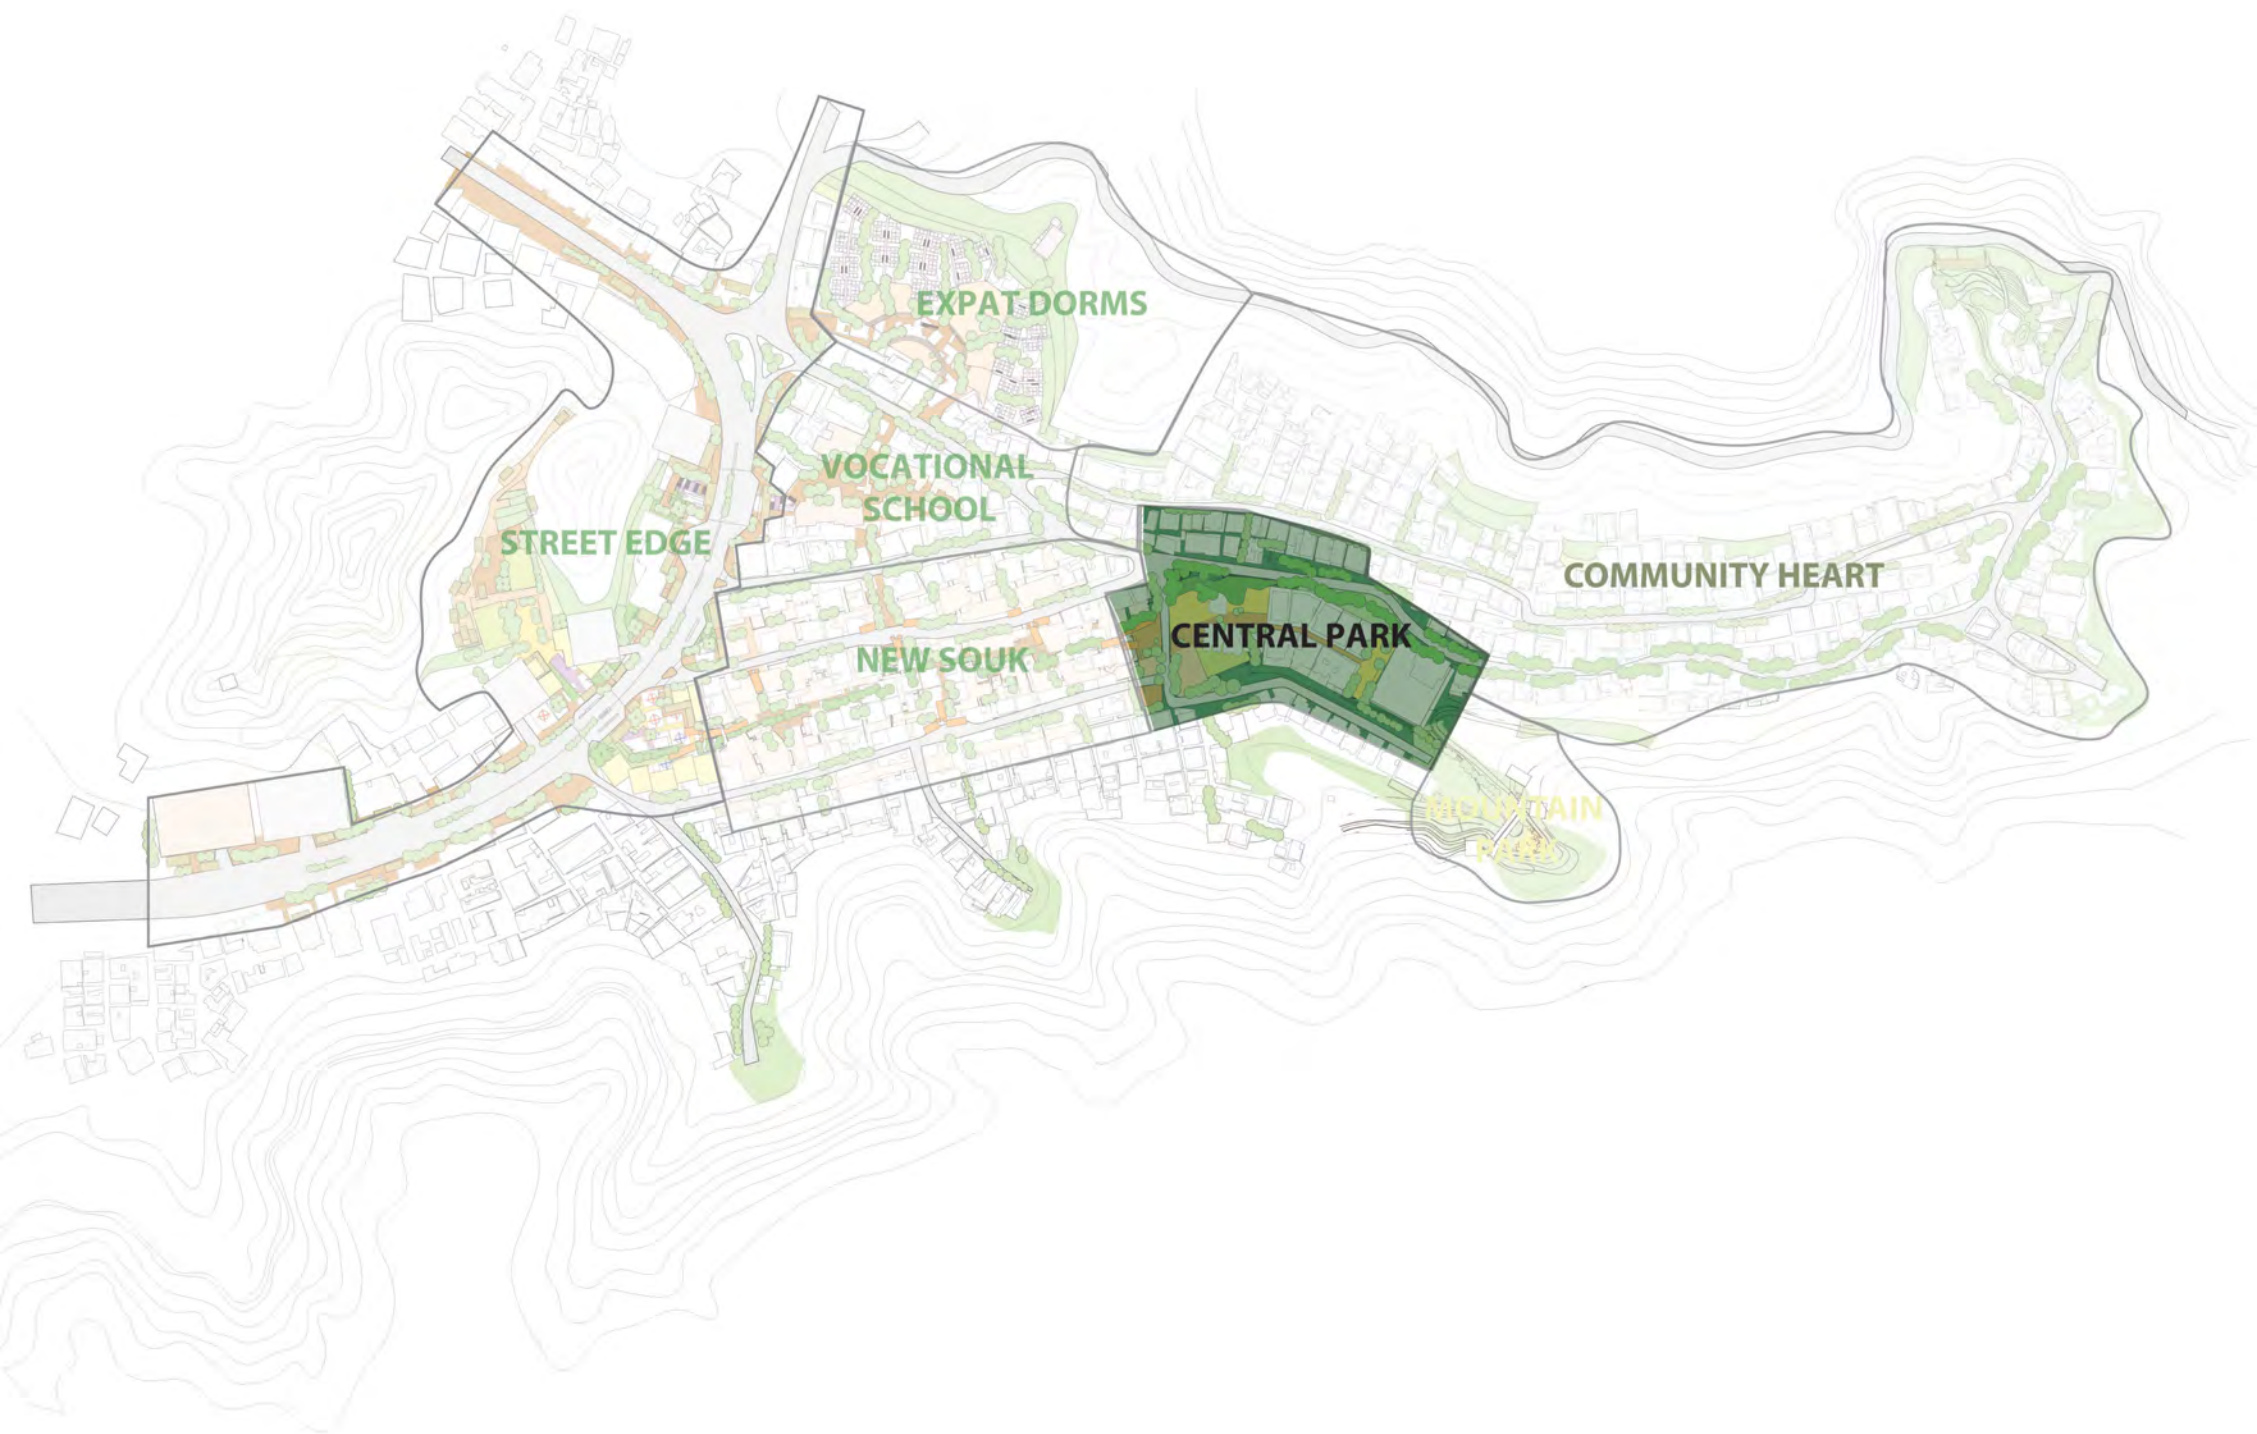 EXPAT DORMS
VOCATIONAL
SCHOOL
STREET EDGE
COMMUNITY HEART
CENTRAL PARK
NEW SOUK
MOUNTAIN
PARK